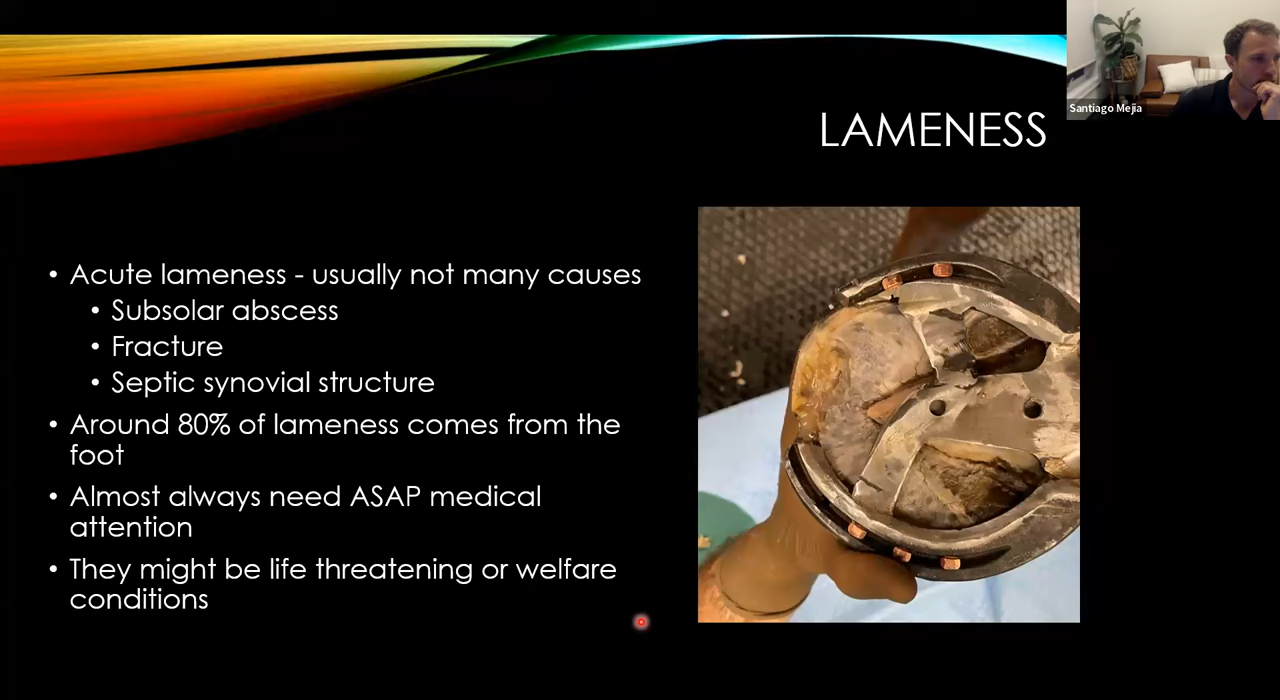 Santiago Mejia
LAMENESS
• Acute lameness - usually not many causes
• Subsolar abscess
• Fracture
• Septic synovial structure
• Around 80% of lameness comes from the
foot
• Almost always need ASAP medical
attention
• They might be life threatening or welfare
conditions